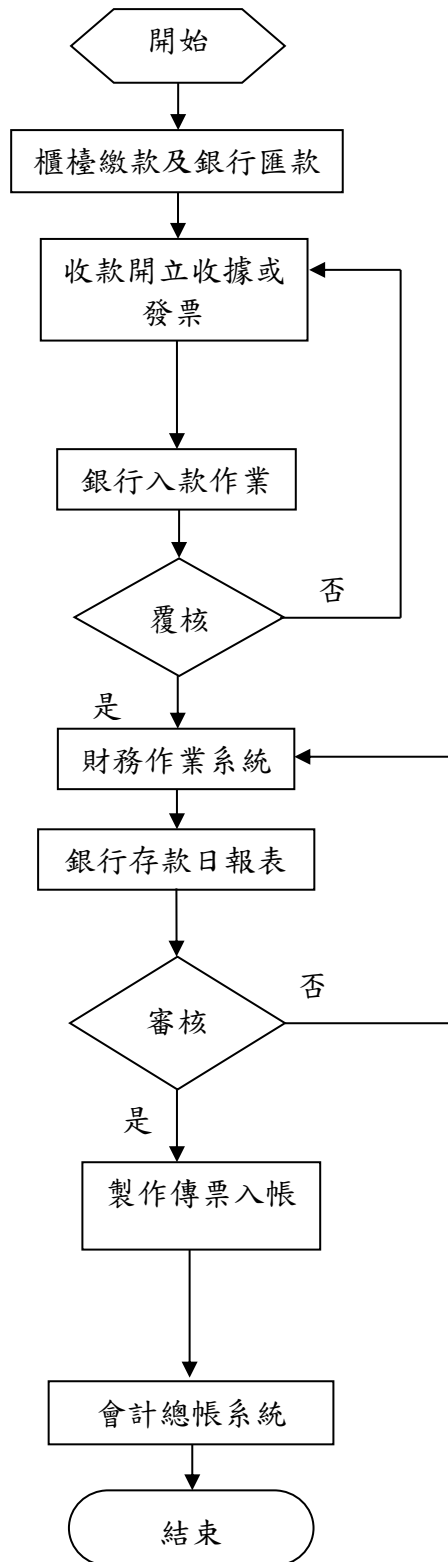 開始
櫃檯繳款及銀行匯款
收款開立收據或
發票
銀行入款作業
覆核
否
是
財務作業系統
銀行存款日報表
審核
否
是
製作傳票入帳
會計總帳系統
結束